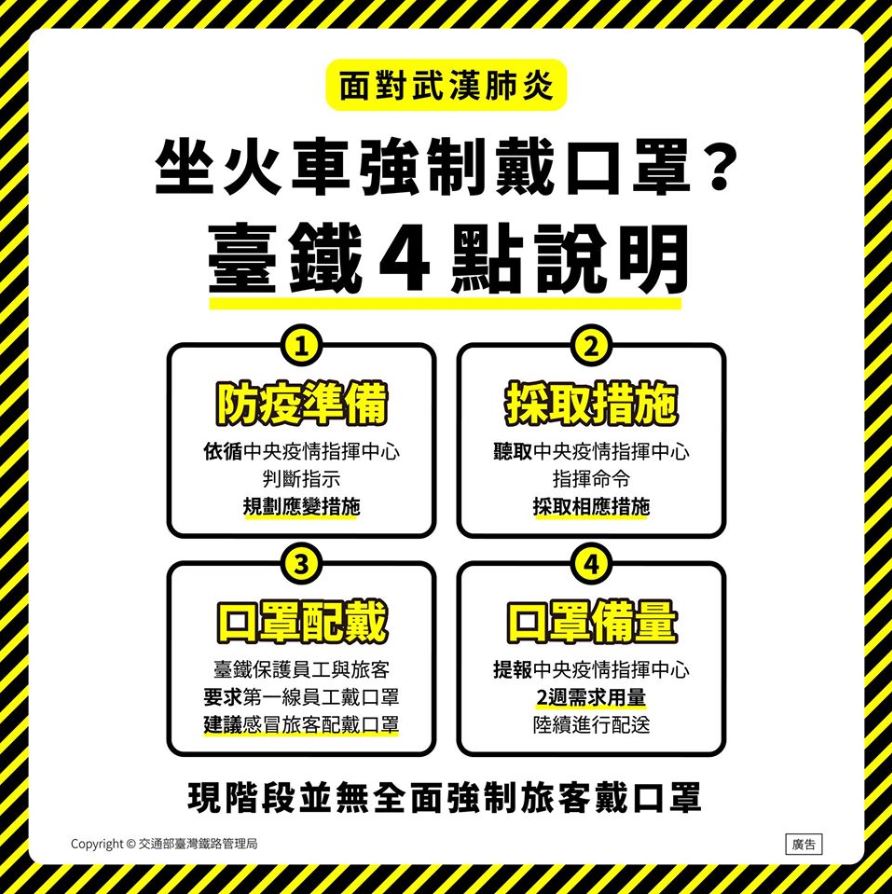 面對武漢肺炎
坐火車強制戴口罩？
臺鐵4點說明
1
防疫準備
依循中央疫情指揮中心
判斷指示
規劃應變措施
2
採取措施
聽取中央疫情指揮中心
指揮命令
採取相應措施
3
口罩配戴
臺鐵保護員工與旅客
要求第一線員工戴口罩
建議感冒旅客配戴口罩
4
口罩備量
提報中央疫情指揮中心
2週需求用量
陸續進行配送
現階段並無全面強制旅客戴口罩
Copyright © 交通部臺灣鐵路管理局
廣告